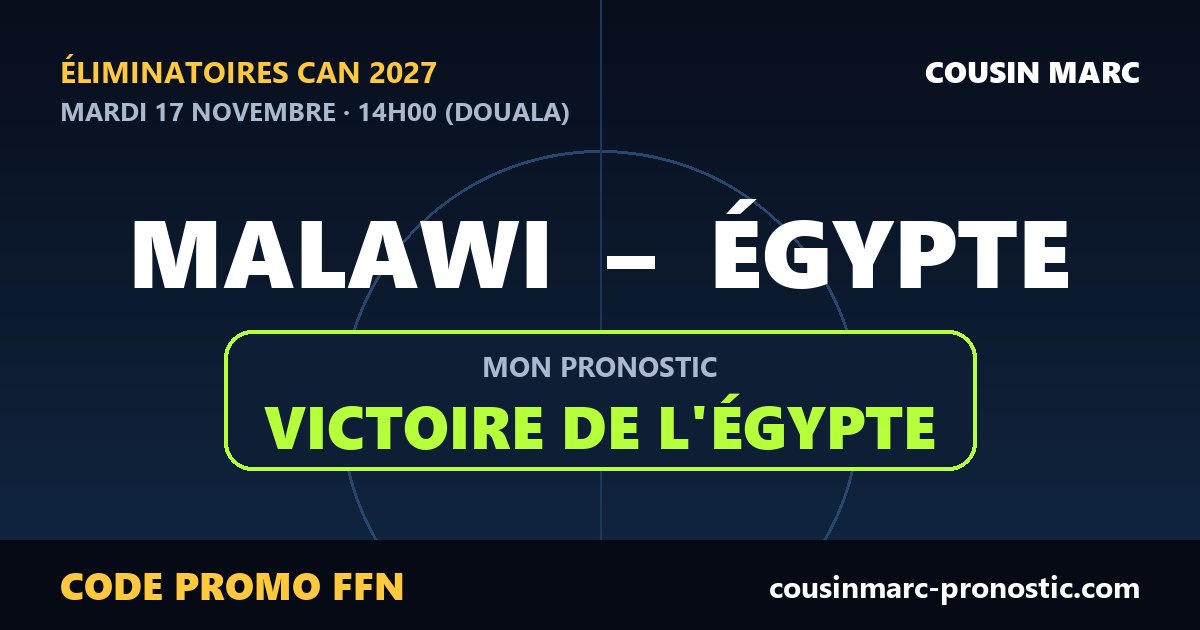 ÉLIMINATOIRES CAN 2027
COUSIN MARC
MARDI 17 NOVEMBRE · 14H00 (DOUALA)
MALAWI – ÉGYPTE
MON PRONOSTIC
VICTOIRE DE L'ÉGYPTE
CODE PROMO FFN
cousinmarc-pronostic.com